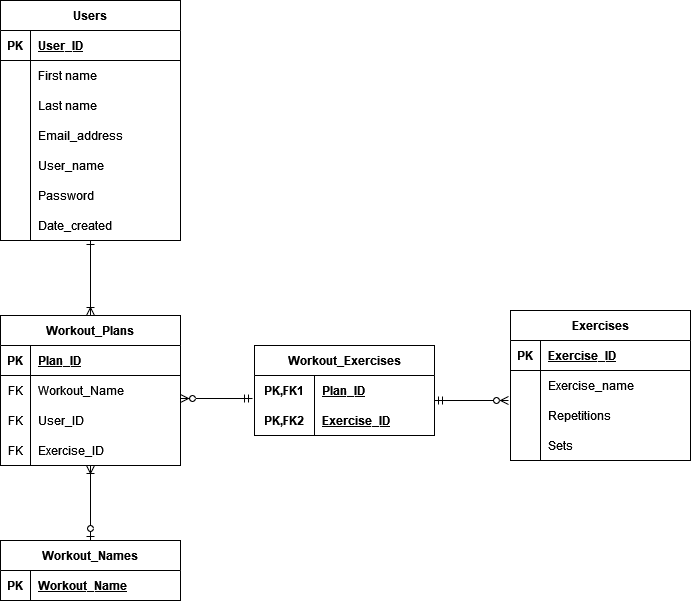 Users
PK User_ID
First name
Last name
Email_address
User_name
Password
Date_created
Workout_Plans
PK Plan_ID
FK Workout_Name
FK User_ID
FK Exercise_ID
Workout_Exercises
PK,FK1 Plan_ID
PK,FK2 Exercise_ID
Exercises
PK Exercise_ID
Exercise_name
Repetitions
Sets
Workout_Names
PK Workout_Name